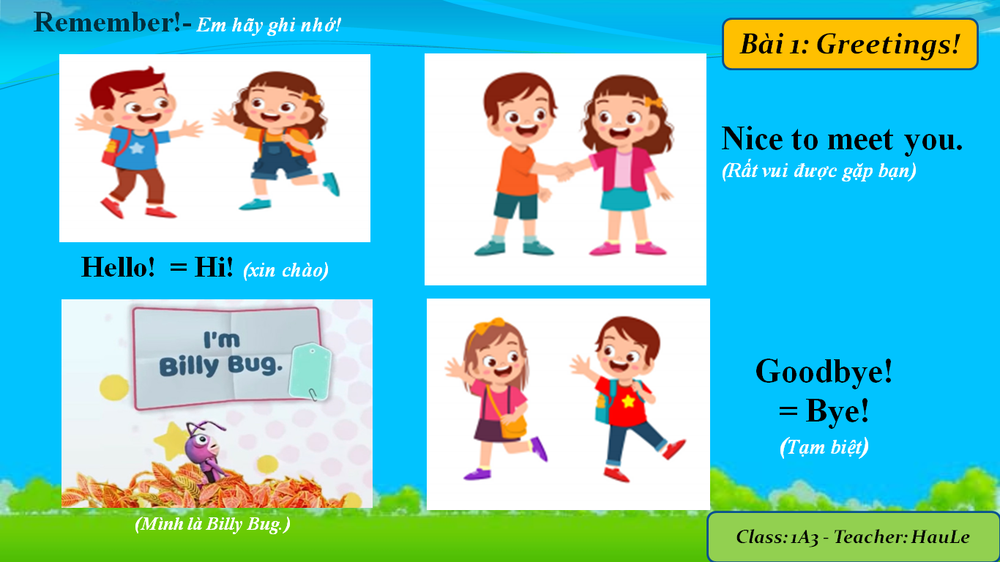 Remember!- Em hãy ghi nhớ!
Bài 1: Greetings!
Nice to meet you.
(Rất vui được gặp bạn)
Hello! = Hi! (xin chào)
I'm
Billy Bug.
(Mình là Billy Bug.)
Goodbye!
= Bye!
(Tạm biệt)
Class: 1A3 - Teacher: HauLe